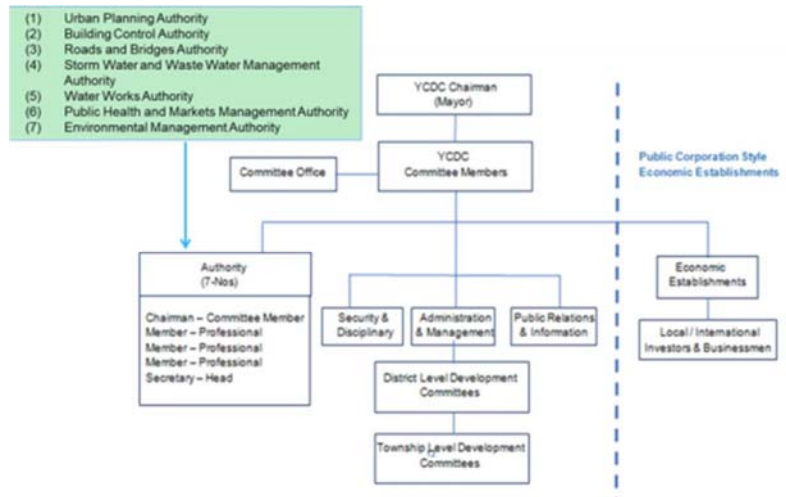 (1) Urban Planning Authority
(2) Building Control Authority
(3) Roads and Bridges Authority
(4) Storm Water and Waste Water Management
Authority
(5) Water Works Authority
(6) Public Health and Markets Management Authority
(7) Environmental Management Authority
YCDC Chairman
(Mayor)
YCDC
Committee Members
Committee Office
Public Corporation Style
Economic Establishments
Authority
(7-Nos)
Chairman – Committee Member
Member – Professional
Member – Professional
Member – Professional
Secretary – Head
Security &
Disciplinary
Administration
& Management
Public Relations
& Information
Economic
Establishments
Local / International
Investors & Businessmen
District Level Development
Committees
Township Level Development
Committees